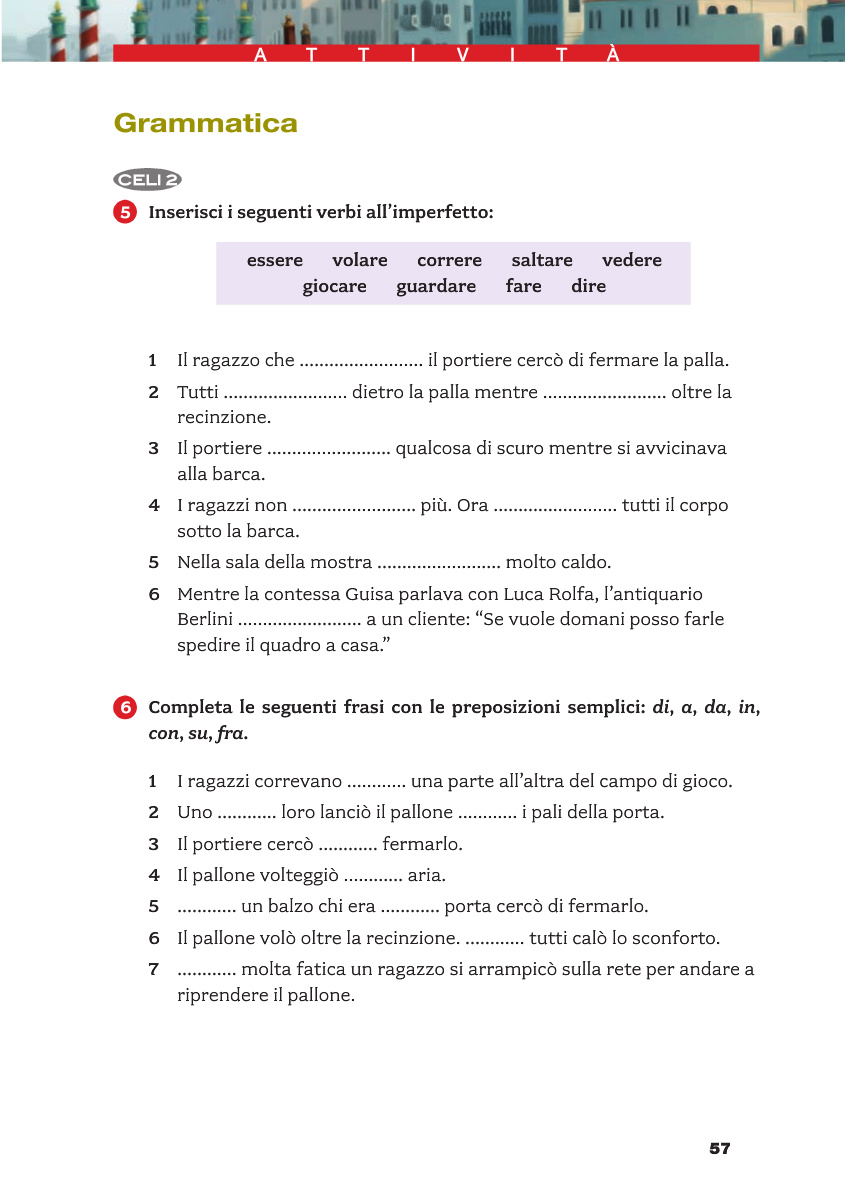 ATTIVITÀ
Grammatica
CELI 2
5 Inserisci i seguenti verbi all’imperfetto:
essere volare correre saltare vedere
giocare guardare fare dire
1 Il ragazzo che ......................... il portiere cercò di fermare la palla.
2 Tutti ......................... dietro la palla mentre ......................... oltre la
recinzione.
3 Il portiere ......................... qualcosa di scuro mentre si avvicinava
alla barca.
4 I ragazzi non ......................... più. Ora ......................... tutti il corpo
sotto la barca.
5 Nella sala della mostra ......................... molto caldo.
6 Mentre la contessa Guisa parlava con Luca Rolfa, l’antiquario
Berlini ......................... a un cliente: “Se vuole domani posso farle
spedire il quadro a casa.”
6 Completa le seguenti frasi con le preposizioni semplici: di, a, da, in,
con, su, fra.
1 I ragazzi correvano ............ una parte all’altra del campo di gioco.
2 Uno ............ loro lanciò il pallone ............ i pali della porta.
3 Il portiere cercò ............ fermarlo.
4 Il pallone volteggiò ............ aria.
5 ............ un balzo chi era ............ porta cercò di fermarlo.
6 Il pallone volò oltre la recinzione. ............ tutti calò lo sconforto.
7 ............ molta fatica un ragazzo si arrampicò sulla rete per andare a
riprendere il pallone.
57